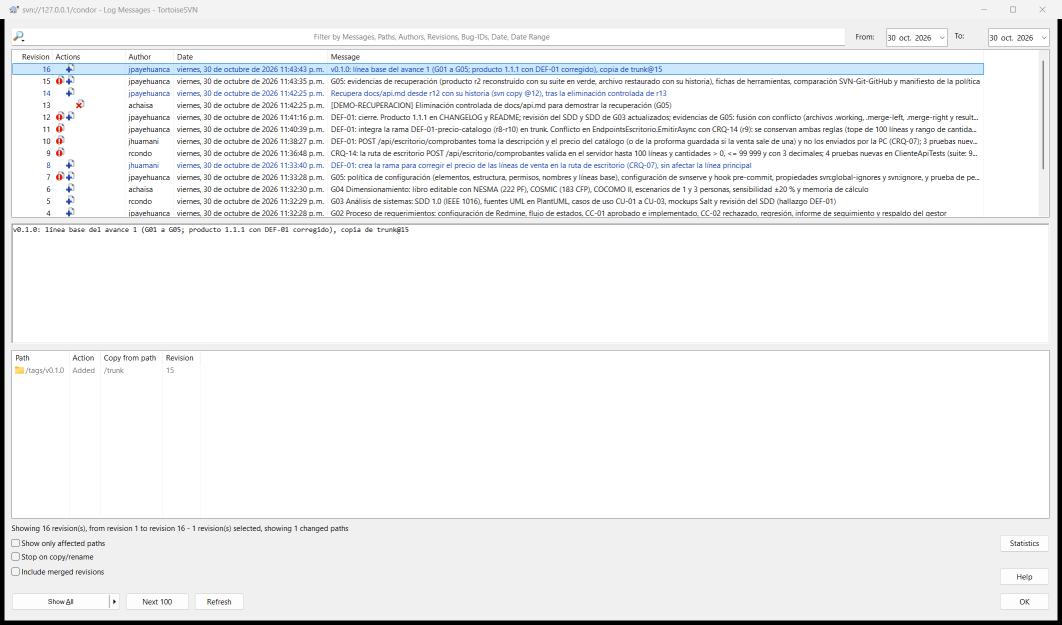 svn://127.0.0.1/condor - Log Messages - TortoiseSVN
Filter by Messages, Paths, Authors, Revisions, Bug-IDs, Date, Date Range
From: 30 oct. 2026 To: 30 oct. 2026
Revision Actions Author Date Message
16 jpayehuanca viernes, 30 de octubre de 2026 11:43:43 p. m. v0.1.0: línea base del avance 1 (G01 a G05; producto 1.1.1 con DEF-01 corregido), copia de trunk@15
15 jpayehuanca viernes, 30 de octubre de 2026 11:43:35 p. m. G05: evidencias de recuperación (producto r2 reconstruido con su suite en verde, archivo restaurado con su historia), fichas de herramientas, comparación SVN-Git-GitHub y manifiesto de la política
14 jpayehuanca viernes, 30 de octubre de 2026 11:42:25 p. m. Recupera docs/api.md desde r12 con su historia (svn copy @12), tras la eliminación controlada de r13
13 achaisa viernes, 30 de octubre de 2026 11:42:25 p. m. [DEMO-RECUPERACION] Eliminación controlada de docs/api.md para demostrar la recuperación (G05)
12 jpayehuanca viernes, 30 de octubre de 2026 11:41:16 p. m. DEF-01: cierre. Producto 1.1.1 en CHANGELOG y README; revisión del SDD y SDD de G03 actualizados; evidencias de G05: fusión con conflicto (archivos .working, .merge-left, .merge-right y result...
11 jpayehuanca viernes, 30 de octubre de 2026 11:40:39 p. m. DEF-01: integra la rama DEF-01-precio-catalogo (r8-r10) en trunk. Conflicto en EndpointsEscritorio.EmitirAsync con CRQ-14 (r9): se conservan ambas reglas (tope de 100 líneas y rango de cantida...
10 jhuamani viernes, 30 de octubre de 2026 11:38:27 p. m. DEF-01: POST /api/escritorio/comprobantes toma la descripción y el precio del catálogo (o de la proforma guardada si la venta sale de una) y no los enviados por la PC (CRQ-07); 3 pruebas nuev...
9 rcondo viernes, 30 de octubre de 2026 11:36:48 p. m. CRQ-14: la ruta de escritorio POST /api/escritorio/comprobantes valida en el servidor hasta 100 líneas y cantidades > 0, <= 99 999 y con 3 decimales; 4 pruebas nuevas en ClienteApiTests (suite: 9...
8 jhuamani viernes, 30 de octubre de 2026 11:33:40 p. m. DEF-01: crea la rama para corregir el precio de las líneas de venta en la ruta de escritorio (CRQ-07), sin afectar la línea principal
7 jpayehuanca viernes, 30 de octubre de 2026 11:33:28 p. m. G05: política de configuración (elementos, estructura, permisos, nombres y líneas base), configuración de svnserve y hook pre-commit, propiedades svn:global-ignores y svn:ignore, y prueba de pe...
6 achaisa viernes, 30 de octubre de 2026 11:32:30 p. m. G04 Dimensionamiento: libro editable con NESMA (222 PF), COSMIC (183 CFP), COCOMO II, escenarios de 1 y 3 personas, sensibilidad ±20 % y memoria de cálculo
5 rcondo viernes, 30 de octubre de 2026 11:32:29 p. m. G03 Análisis de sistemas: SDD 1.0 (IEEE 1016), fuentes UML en PlantUML, casos de uso CU-01 a CU-03, mockups Salt y revisión del SDD (hallazgo DEF-01)
4 jpayehuanca viernes, 30 de octubre de 2026 11:32:28 p. m. G02 Proceso de requerimientos: configuración de Redmine, flujo de estados, CC-01 aprobado e implementado, CC-02 rechazado, regresión, informe de seguimiento y respaldo del gestor
v0.1.0: línea base del avance 1 (G01 a G05; producto 1.1.1 con DEF-01 corregido), copia de trunk@15
Path Action Copy from path Revision
/tags/v0.1.0 Added /trunk 15
Showing 16 revision(s), from revision 1 to revision 16 - 1 revision(s) selected, showing 1 changed paths
Show only affected paths
Statistics
Stop on copy/rename
Include merged revisions
Help
Show All Next 100 Refresh OK